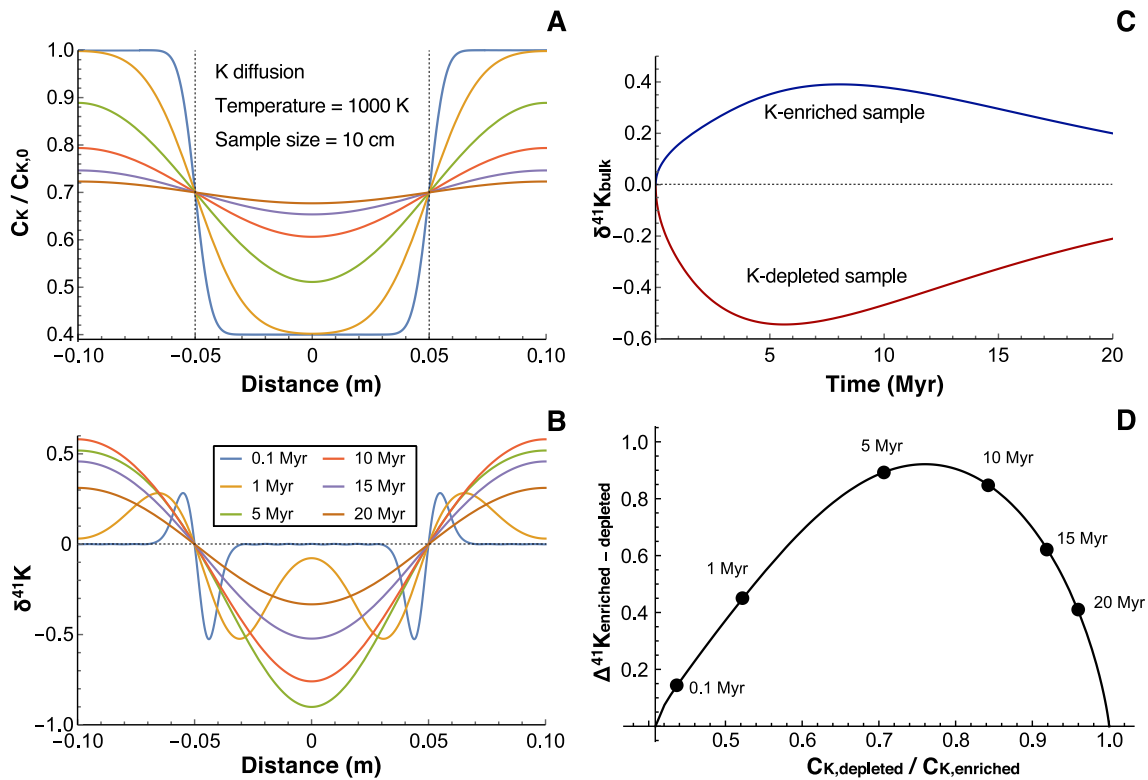 A
K diffusion
Temperature = 1000 K
Sample size = 10 cm
CK / CK,0
1.0
0.9
0.8
0.7
0.6
0.5
0.4
−0.10
−0.05
0
0.05
0.10
Distance (m)
C
K-enriched sample
K-depleted sample
δ41Kbulk
0.4
0.2
0.0
−0.2
−0.4
−0.6
5
10
15
20
Time (Myr)
B
0.1 Myr
10 Myr
1 Myr
15 Myr
5 Myr
20 Myr
δ41K
0.5
0
−0.5
−1.0
−0.10
−0.05
0
0.05
0.10
Distance (m)
D
5 Myr
10 Myr
15 Myr
1 Myr
20 Myr
0.1 Myr
Δ41Kenriched − depleted
1.0
0.8
0.6
0.4
0.2
0.5
0.6
0.7
0.8
0.9
1.0
CK,depleted / CK,enriched